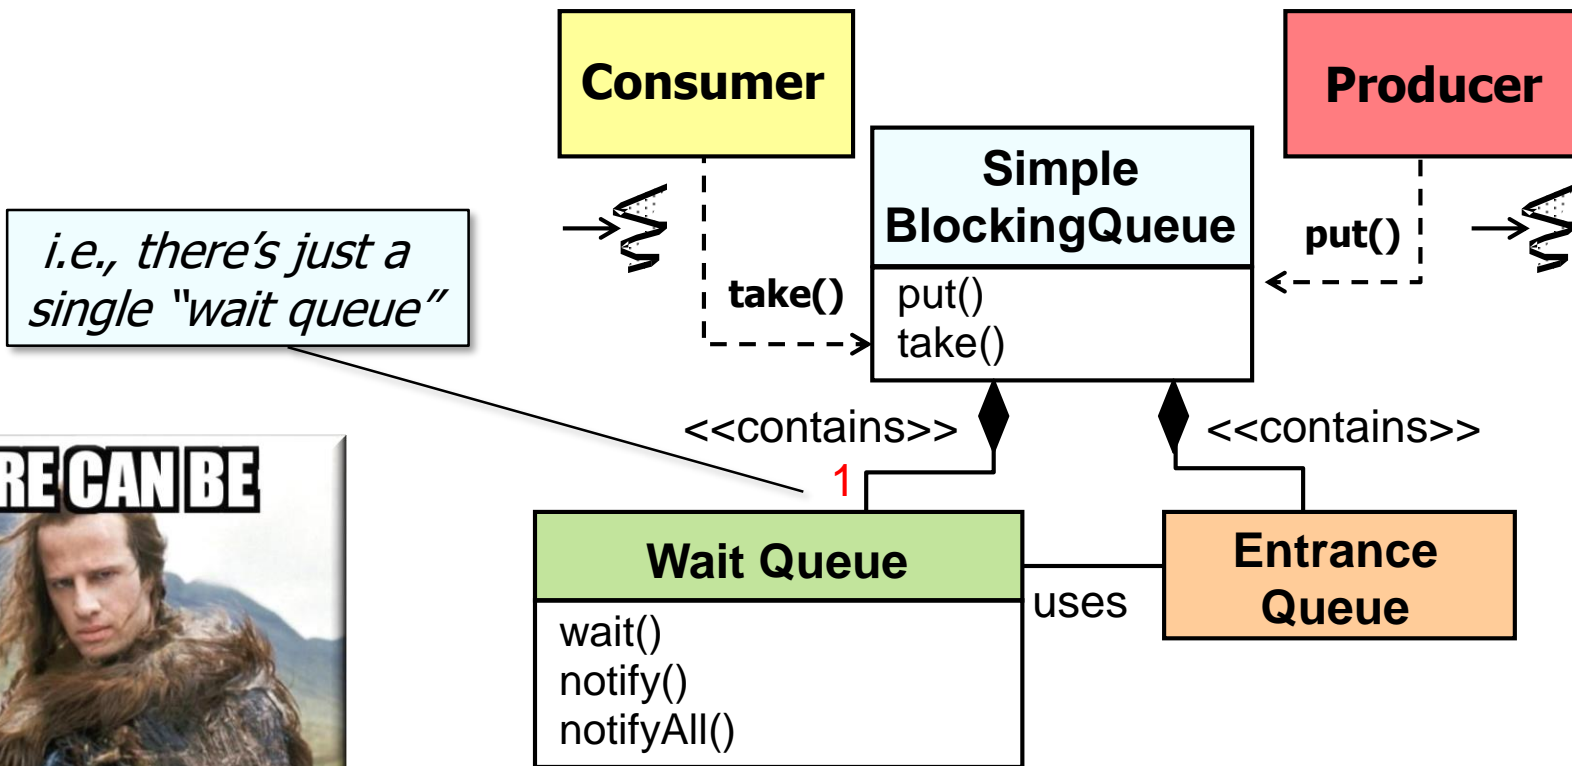 Consumer
Producer
Simple
BlockingQueue
i.e., there's just a
single “wait queue”
put()
take()
put()
take()
<<contains>>
<<contains>>
1
CAN BE
Wait Queue
Entrance
Queue
uses
wait()
notify()
notifyAll()